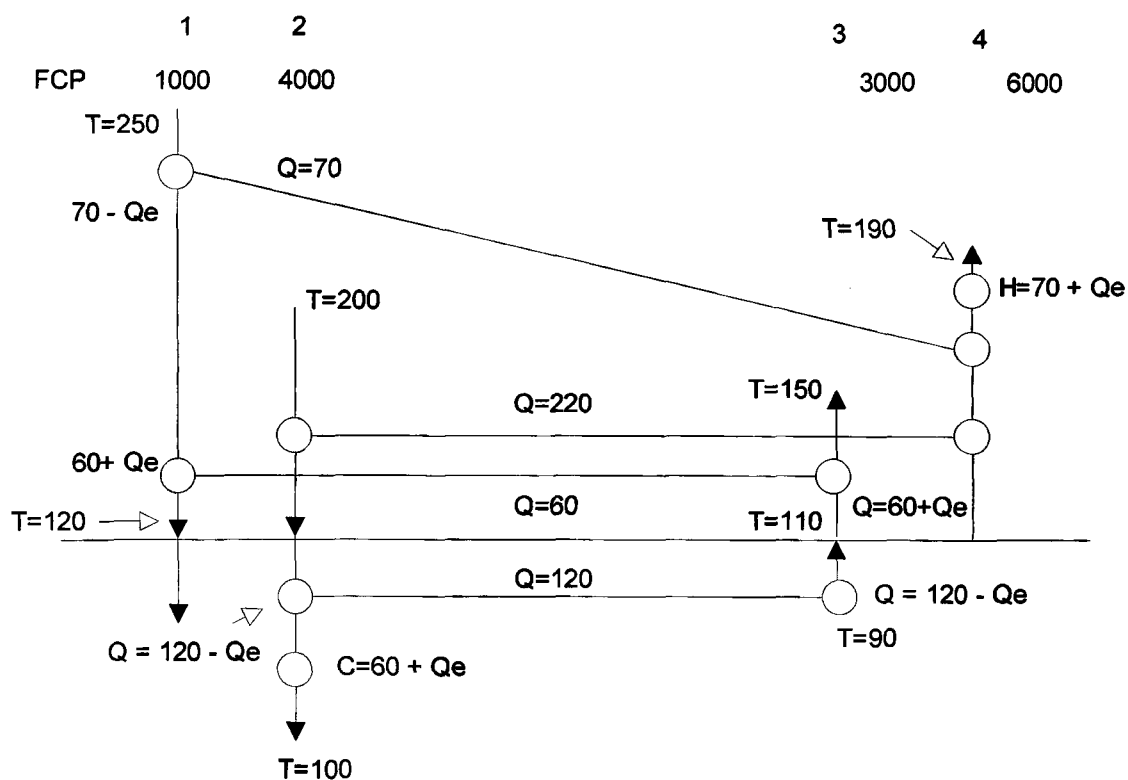 1 2 3 4
FCP 1000 4000 3000 6000
T=250
Q=70
70 - Qe
T=190
H=70 + Qe
T=200
T=150
Q=220
60+ Qe
Q=60
Q=60+Qe
T=120
T=110
Q=120
Q = 120 - Qe
Q = 120 - Qe
T=90
C=60 + Qe
T=100